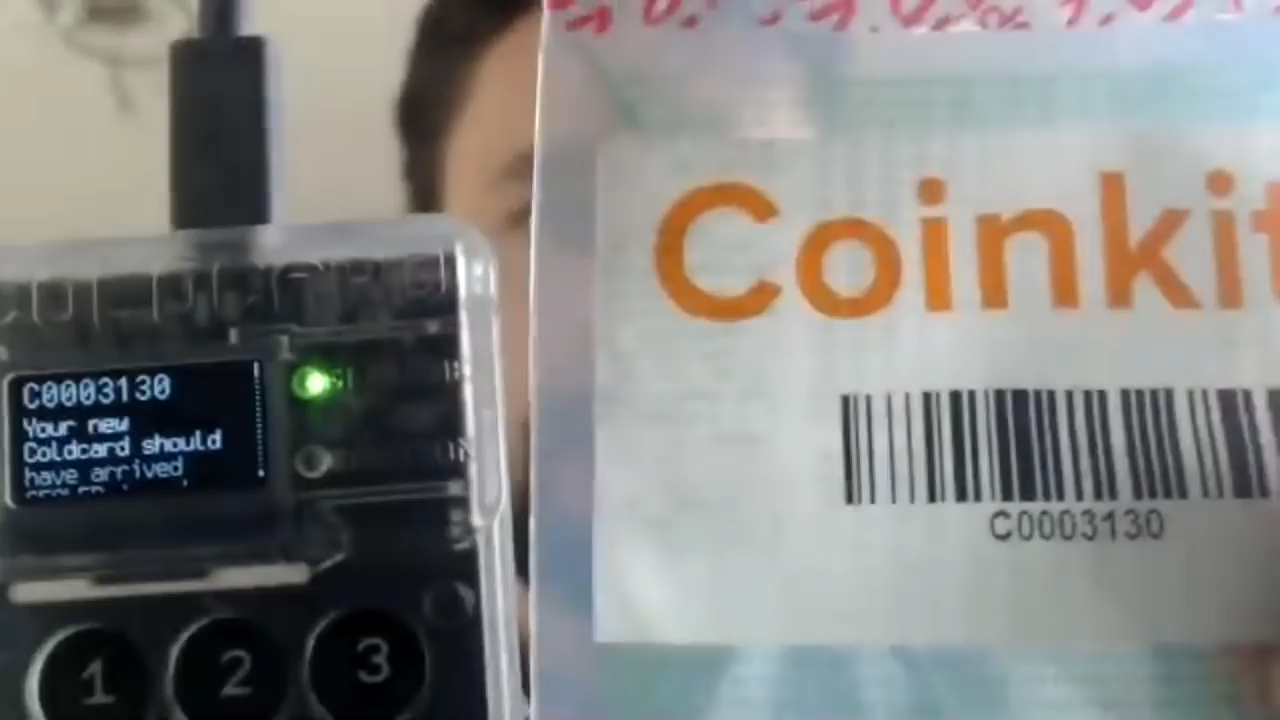 C0003130
Your new
Coldcard should
have arrived
Coinkit
C0003130
1 2 3